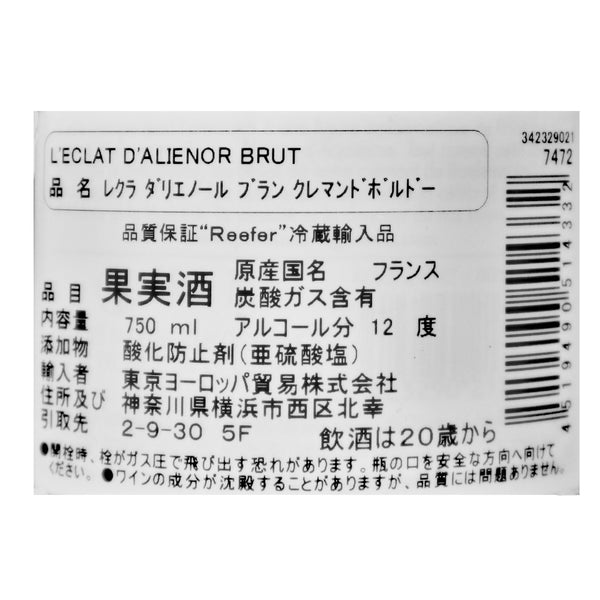 342329021
7472
L'ECLAT D'ALIENOR BRUT
品 名 レクラ ダリエノール ブラン クレマンドボルドー
品質保証"Reefer"冷蔵輸入品
品目 果実酒 原産国名 フランス
炭酸ガス含有
内容量 750 ml アルコール分 12 度
添加物 酸化防止剤(亜硫酸塩)
輸入者 東京ヨーロッパ貿易株式会社
住所及び 神奈川県横浜市西区北幸
引取先 2-9-30 5F 飲酒は20歳から
●開栓時、栓がガス圧で飛び出す恐れがあります。瓶の口を安全な方向へ向けて
ください。 ●ワインの成分が沈殿することがありますが、品質には問題ありません。
4519490514332